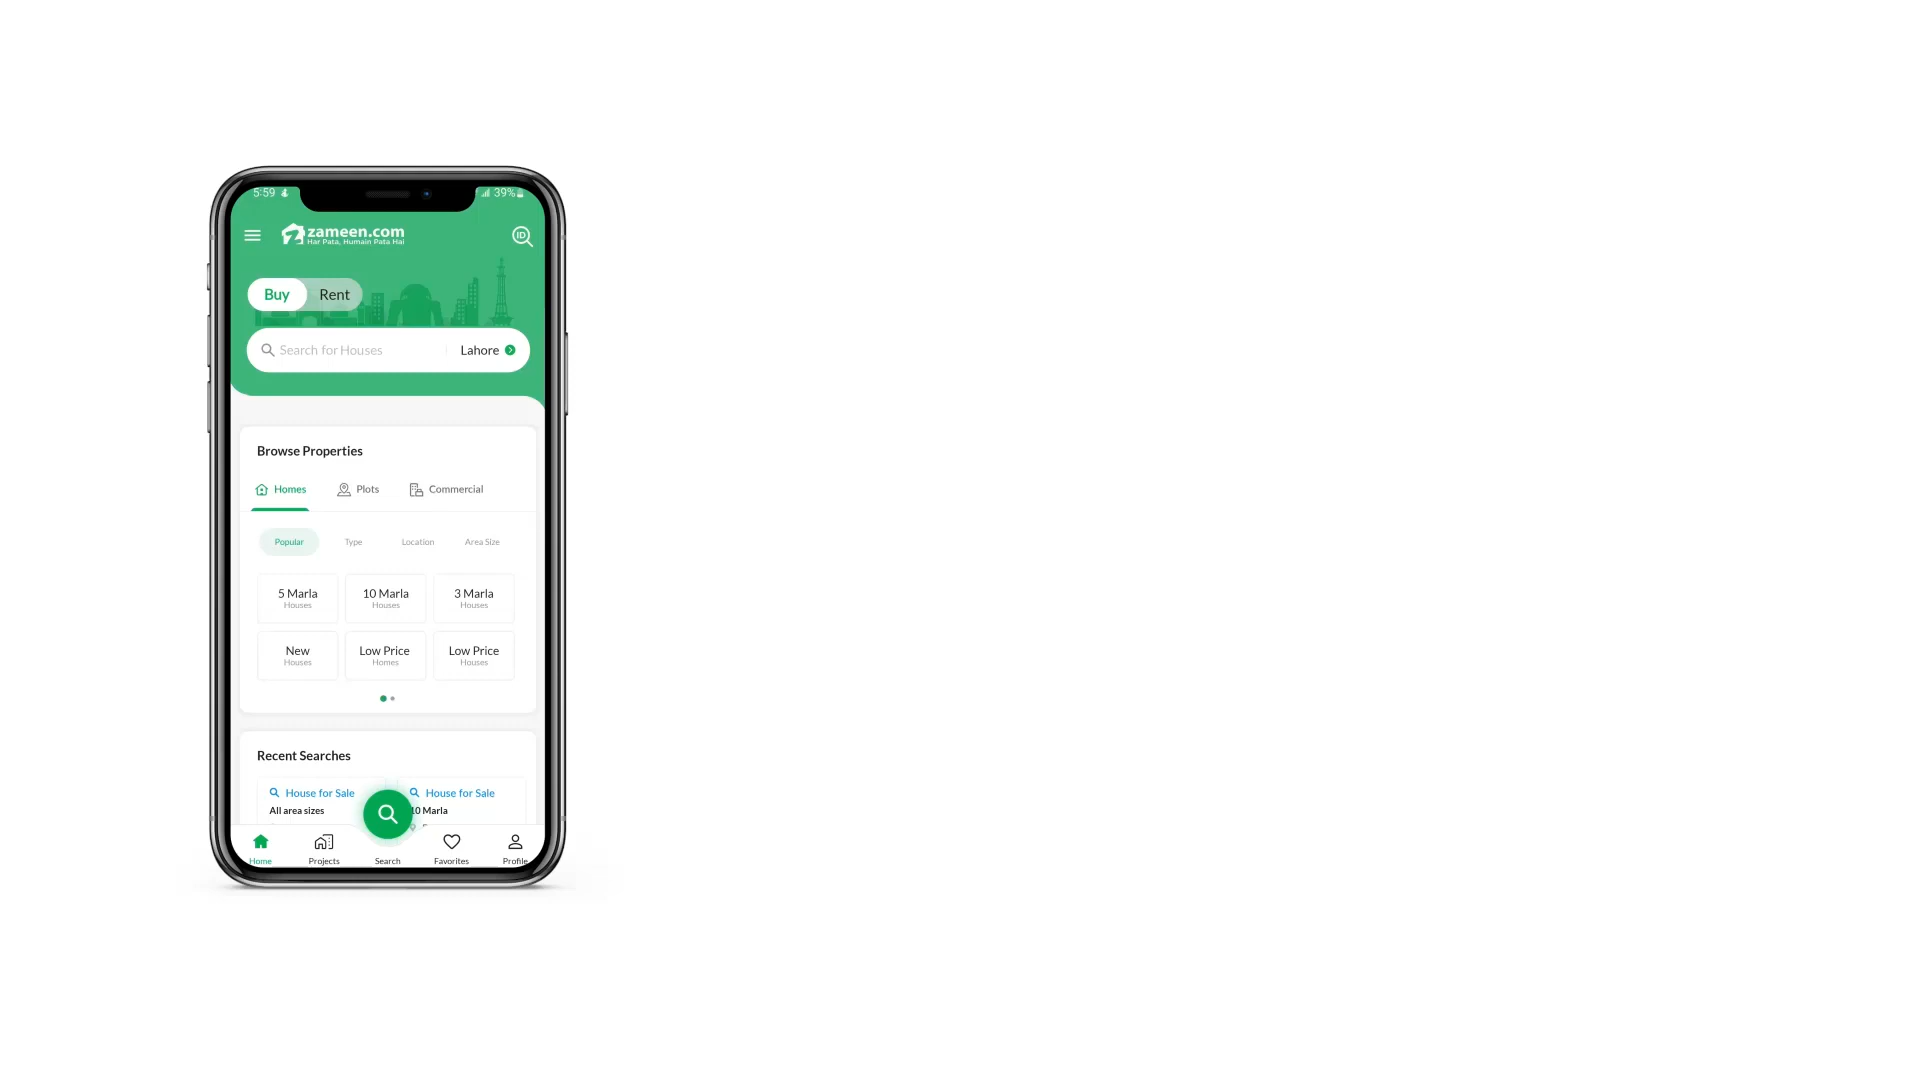 5:59
39%
zameen.com
Har Pata, Humain Pata Hai
ID
Buy Rent
Search for Houses Lahore
Browse Properties
Homes Plots Commercial
Popular Type Location Area Size
5 Marla 10 Marla 3 Marla
Houses Houses Houses
New Low Price Low Price
Houses Homes Houses
Recent Searches
House for Sale House for Sale
All area sizes 10 Marla
Home Projects Search Favorites Profile